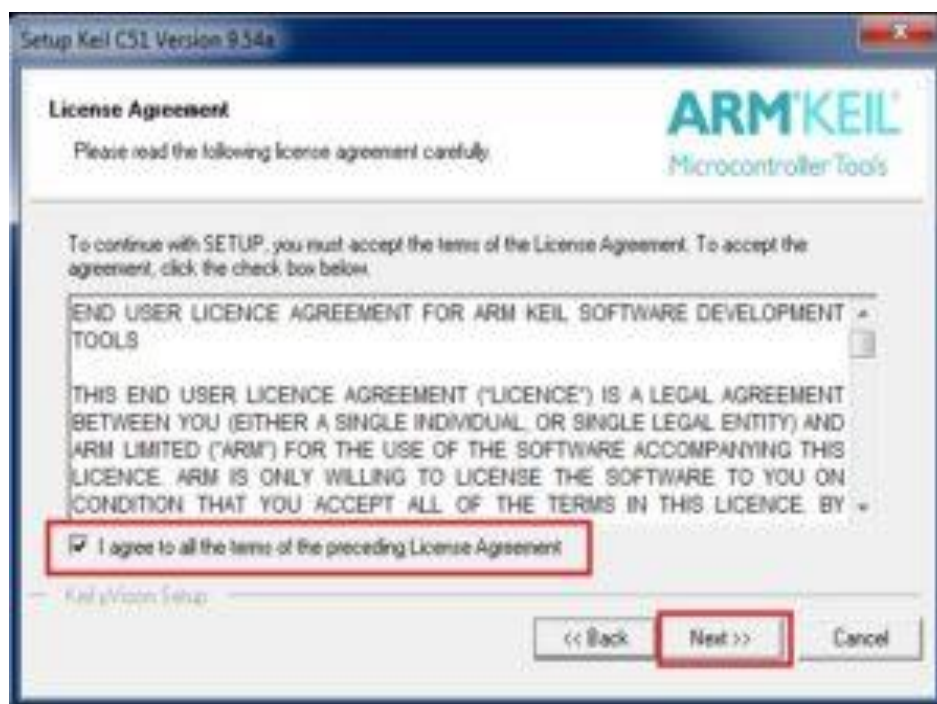 Setup Keil C51 Version 9.54a
License Agreement
Please read the following license agreement carefully.
ARM KEIL
Microcontroller Tools
To continue with SETUP, you must accept the terms of the License Agreement. To accept the
agreement, click the check box below.
END USER LICENCE AGREEMENT FOR ARM KEIL SOFTWARE DEVELOPMENT
TOOLS
THIS END USER LICENCE AGREEMENT ("LICENCE") IS A LEGAL AGREEMENT
BETWEEN YOU (EITHER A SINGLE INDIVIDUAL, OR SINGLE LEGAL ENTITY) AND
ARM LIMITED ("ARM") FOR THE USE OF THE SOFTWARE ACCOMPANYING THIS
LICENCE. ARM IS ONLY WILLING TO LICENSE THE SOFTWARE TO YOU ON
CONDITION THAT YOU ACCEPT ALL OF THE TERMS IN THIS LICENCE. BY
I agree to all the terms of the preceding License Agreement
Keil µVision Setup
<< Back
Next >>
Cancel